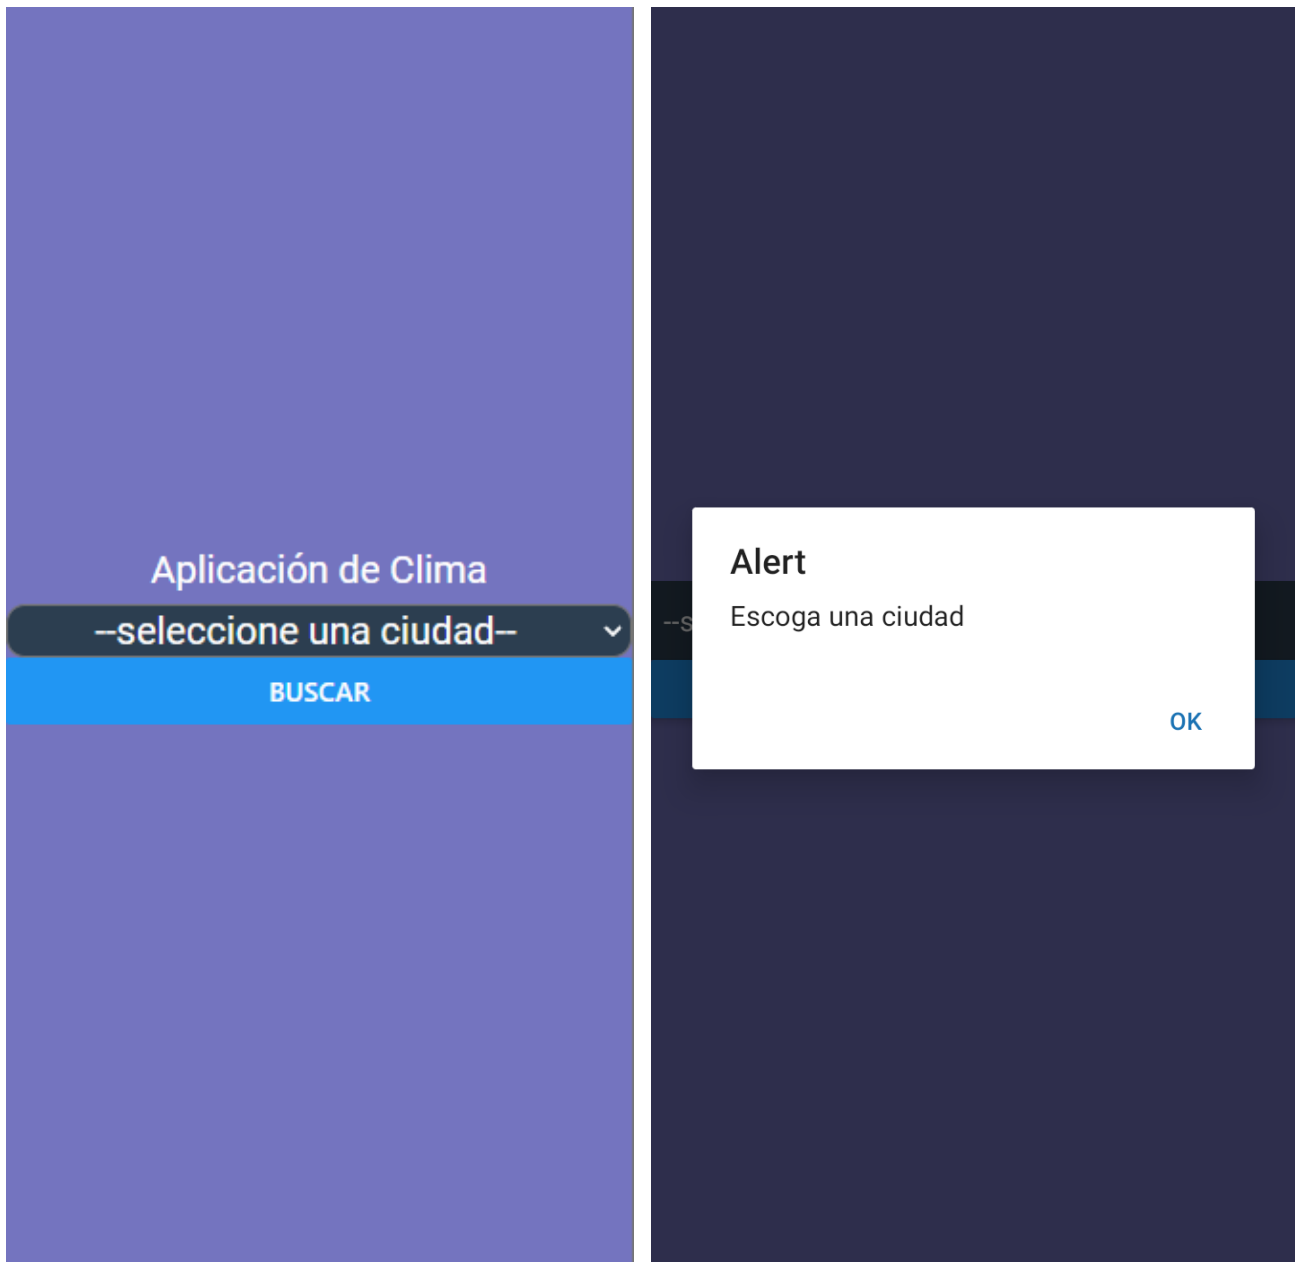 Aplicación de Clima
--seleccione una ciudad--
BUSCAR
Alert
Escoga una ciudad
--s
OK